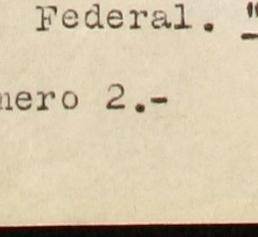 Federal. "
nero 2.-